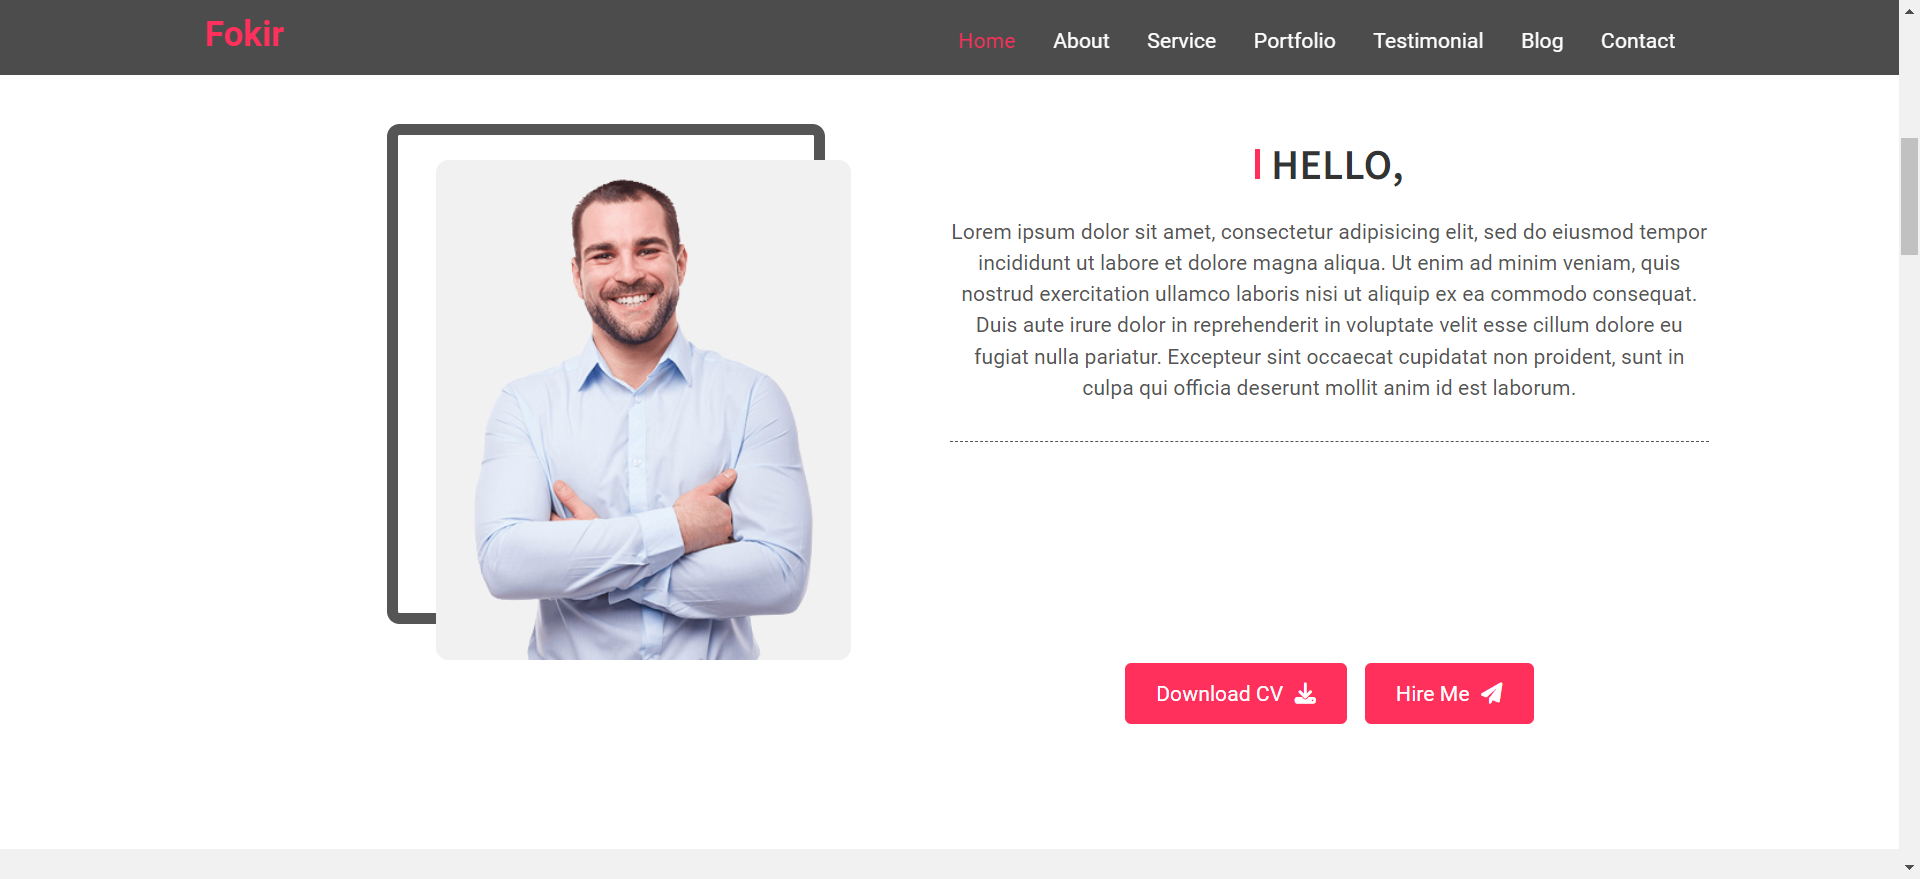 Fokir
Home About Service Portfolio Testimonial Blog Contact
HELLO,
Lorem ipsum dolor sit amet, consectetur adipisicing elit, sed do eiusmod tempor
incididunt ut labore et dolore magna aliqua. Ut enim ad minim veniam, quis
nostrud exercitation ullamco laboris nisi ut aliquip ex ea commodo consequat.
Duis aute irure dolor in reprehenderit in voluptate velit esse cillum dolore eu
fugiat nulla pariatur. Excepteur sint occaecat cupidatat non proident, sunt in
culpa qui officia deserunt mollit anim id est laborum.
Download CV Hire Me